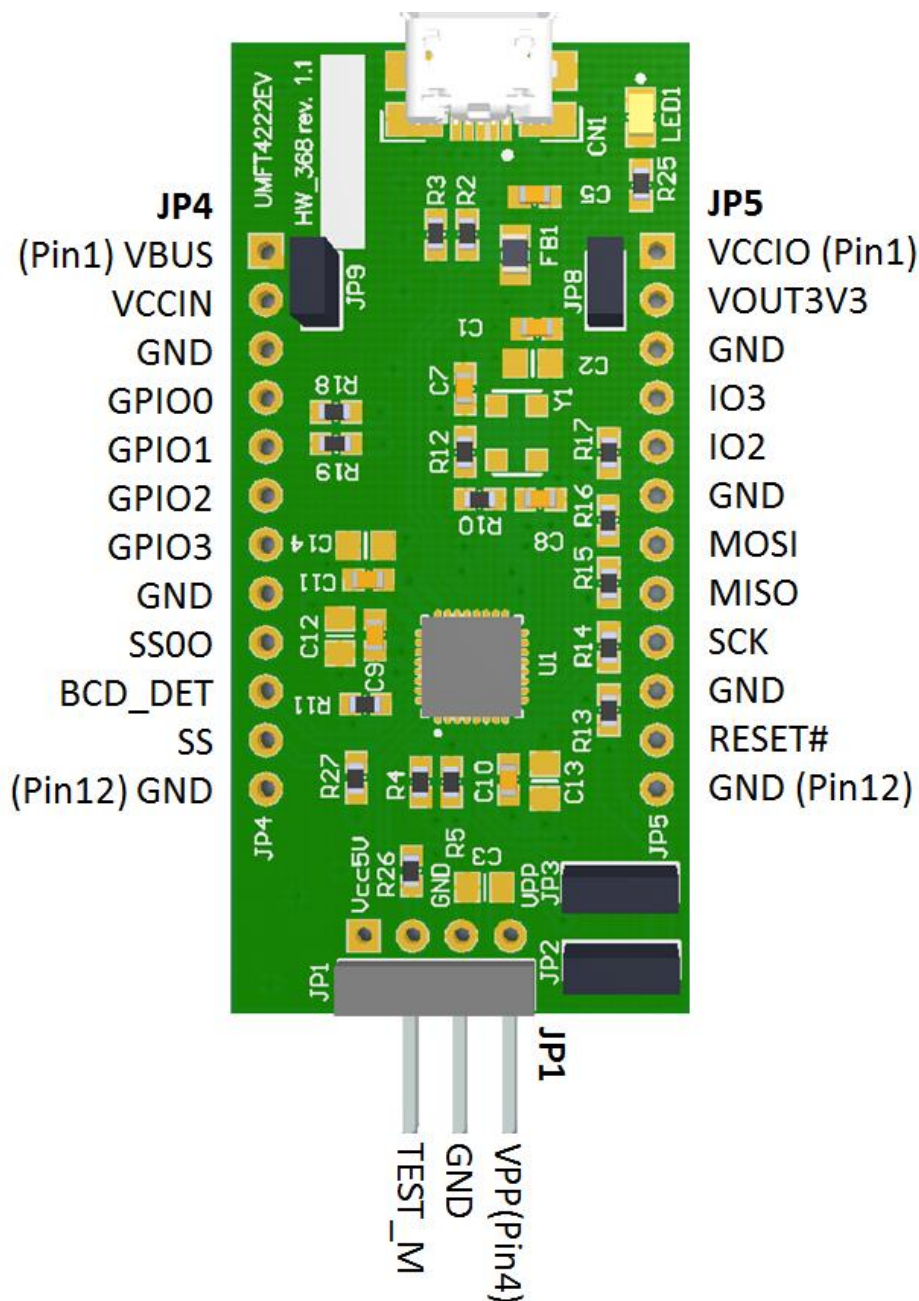 UMFT4222EV
HW_368 rev. 1.1
CN1
LED1
R25
JP4
(Pin1) VBUS
VCCIN
GND
GPIO0
GPIO1
GPIO2
GPIO3
GND
SS0O
BCD_DET
SS
(Pin12) GND
JP5
VCCIO (Pin1)
VOUT3V3
GND
IO3
IO2
GND
MOSI
MISO
SCK
GND
RESET#
GND (Pin12)
R3
R2
C5
FB1
JP9
JP8
C1
C2
C7
Y1
R18
R19
R12
R17
R10
C8
R16
C14
C11
R15
C12
C9
U1
R14
R11
R13
R27
R4
C10
C13
JP4
JP5
Vcc5V
R26
GND
R5
C3
VPP
JP3
JP2
JP1
JP1
TEST_M
GND
VPP(Pin4)